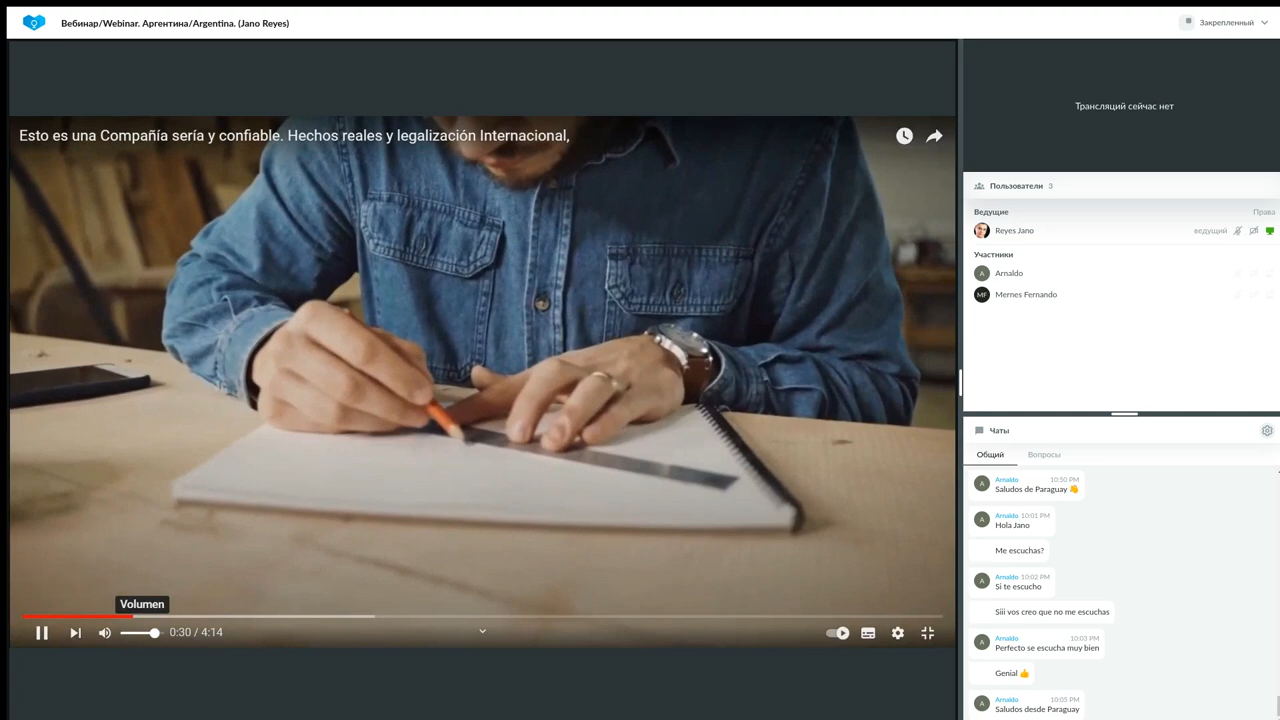 Вебинар/Webinar. Аргентина/Argentina. (Jano Reyes)
Закрепленный
Esto es una Compañía sería y confiable. Hechos reales y legalización Internacional,
Volumen
0:30 / 4:14
Трансляций сейчас нет
Пользователи 3
Ведущие Права
Reyes Jano ведущий
Участники
A Arnaldo
MF Mernes Fernando
Чаты
Общий Вопросы
A Arnaldo 10:50 PM
Saludos de Paraguay 👋
A Arnaldo 10:01 PM
Hola Jano
Me escuchas?
A Arnaldo 10:02 PM
Si te escucho
Siii vos creo que no me escuchas
A Arnaldo 10:03 PM
Perfecto se escucha muy bien
Genial 👍
A Arnaldo 10:05 PM
Saludos desde Paraguay